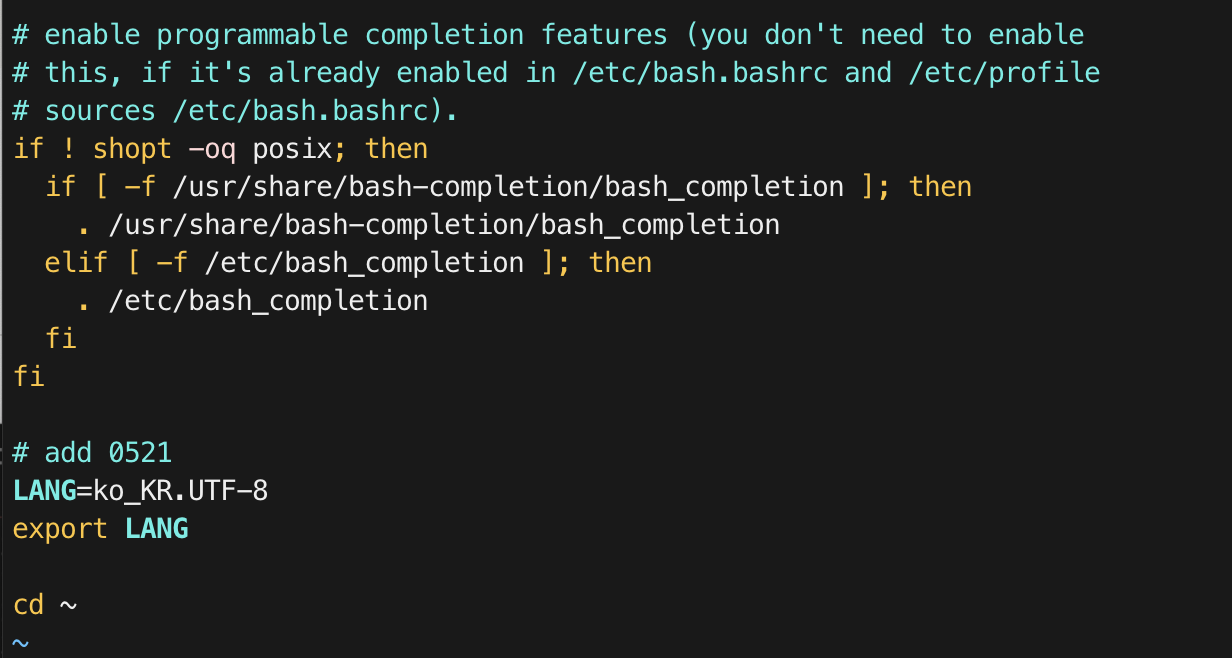 # enable programmable completion features (you don't need to enable
# this, if it's already enabled in /etc/bash.bashrc and /etc/profile
# sources /etc/bash.bashrc).
if ! shopt -oq posix; then
  if [ -f /usr/share/bash-completion/bash_completion ]; then
    . /usr/share/bash-completion/bash_completion
  elif [ -f /etc/bash_completion ]; then
    . /etc/bash_completion
  fi
fi

# add 0521
LANG=ko_KR.UTF-8
export LANG

cd ~
~